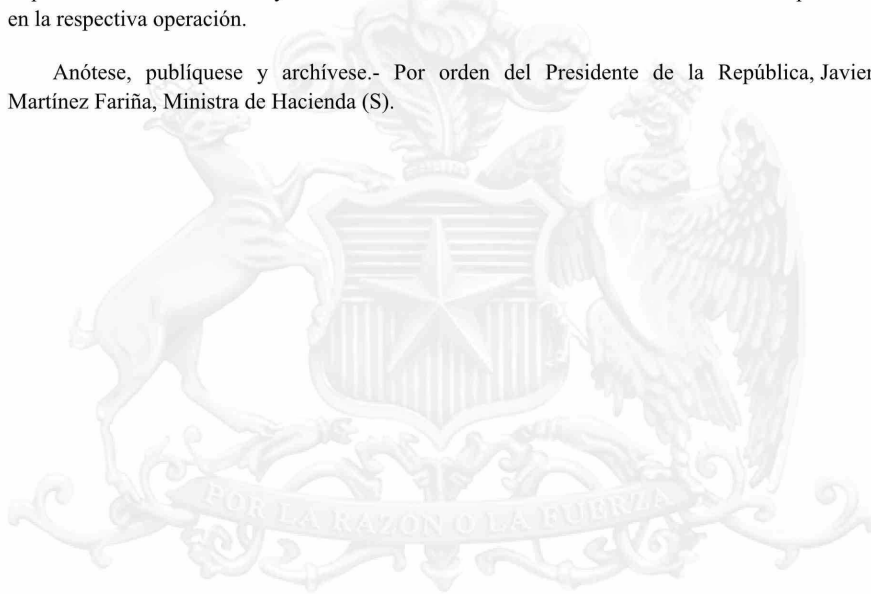 en la respectiva operación.
Anótese, publíquese y archívese.- Por orden del Presidente de la República, Javier
Martínez Fariña, Ministra de Hacienda (S).
POR LA RAZON O LA FUERZA